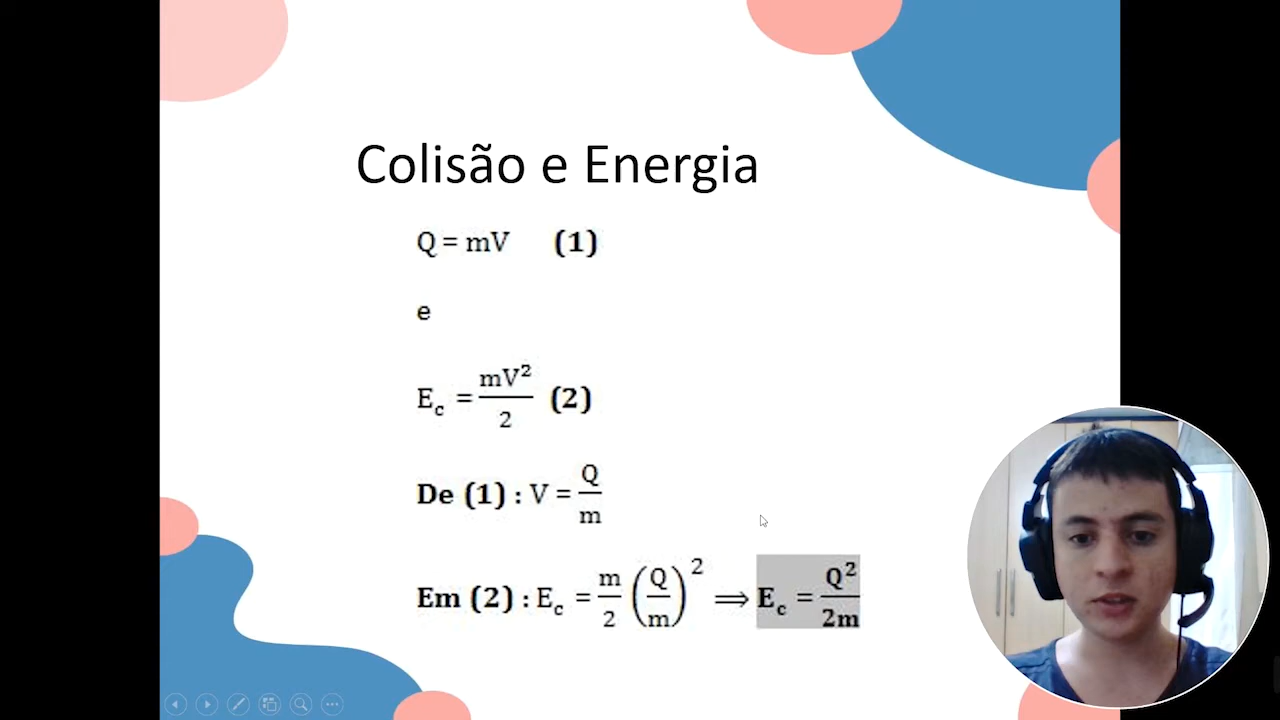 Colisão e Energia
Q = mV (1)
e
E_c = mV²/2 (2)
De (1) : V = Q/m
Em (2) : E_c = m/2 (Q/m)² ⟹ E_c = Q²/2m